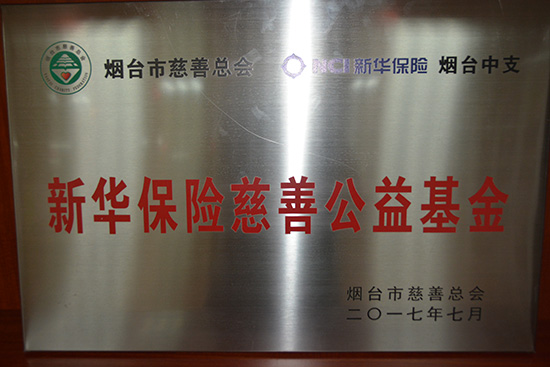 烟台市慈善总会 NCI 新华保险 烟台中支
新华保险慈善公益基金
烟台市慈善总会
二〇一七年七月